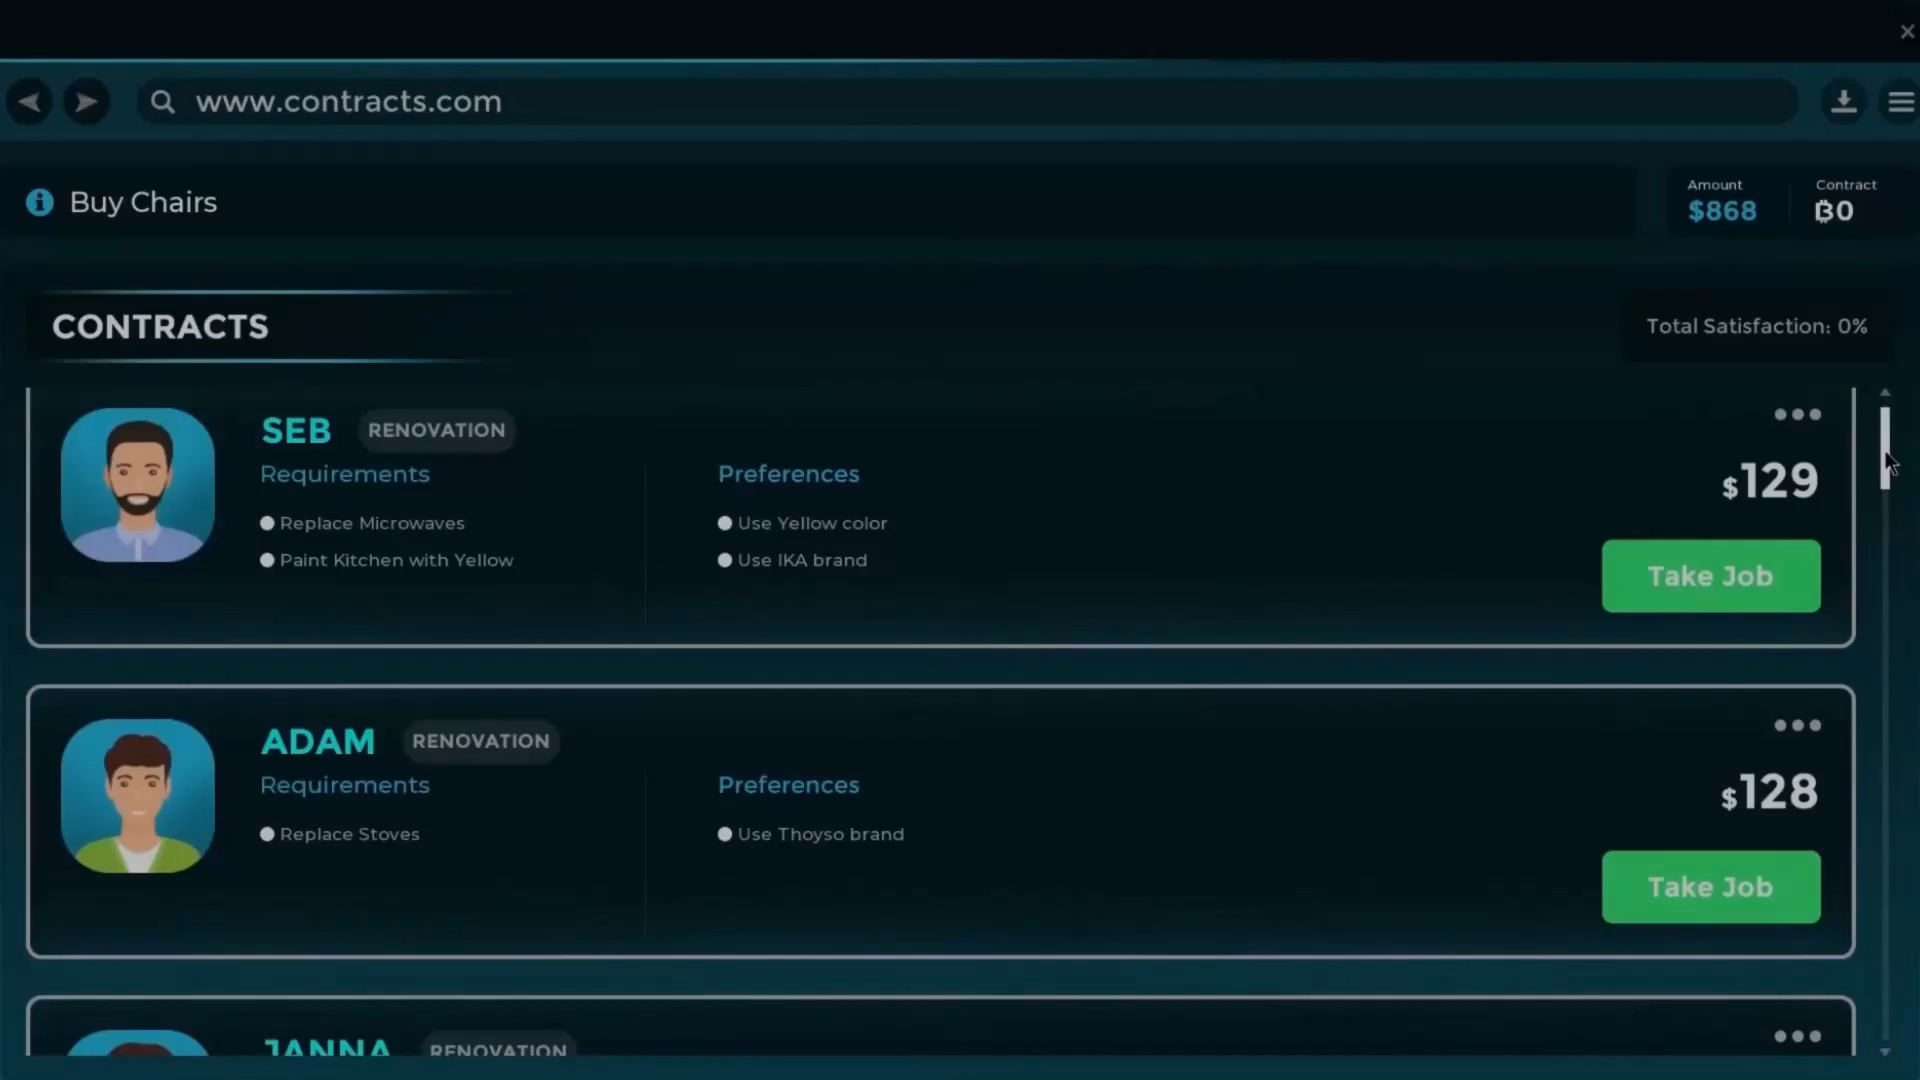 www.contracts.com
Buy Chairs
Amount
$868
Contract
₿0
CONTRACTS
Total Satisfaction: 0%
SEB
RENOVATION
Requirements
Replace Microwaves
Paint Kitchen with Yellow
Preferences
Use Yellow color
Use IKA brand
$129
Take Job
ADAM
RENOVATION
Requirements
Replace Stoves
Preferences
Use Thoyso brand
$128
Take Job
JANNA
RENOVATION